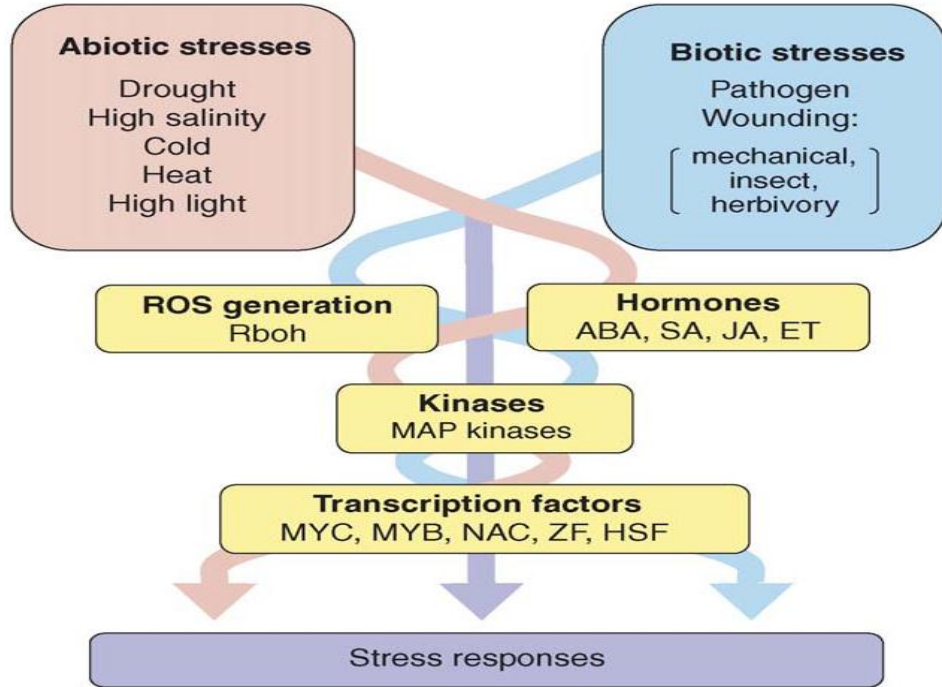 Abiotic stresses
Drought
High salinity
Cold
Heat
High light
Biotic stresses
Pathogen
Wounding:
mechanical,
insect,
herbivory
ROS generation
Rboh
Hormones
ABA, SA, JA, ET
Kinases
MAP kinases
Transcription factors
MYC, MYB, NAC, ZF, HSF
Stress responses